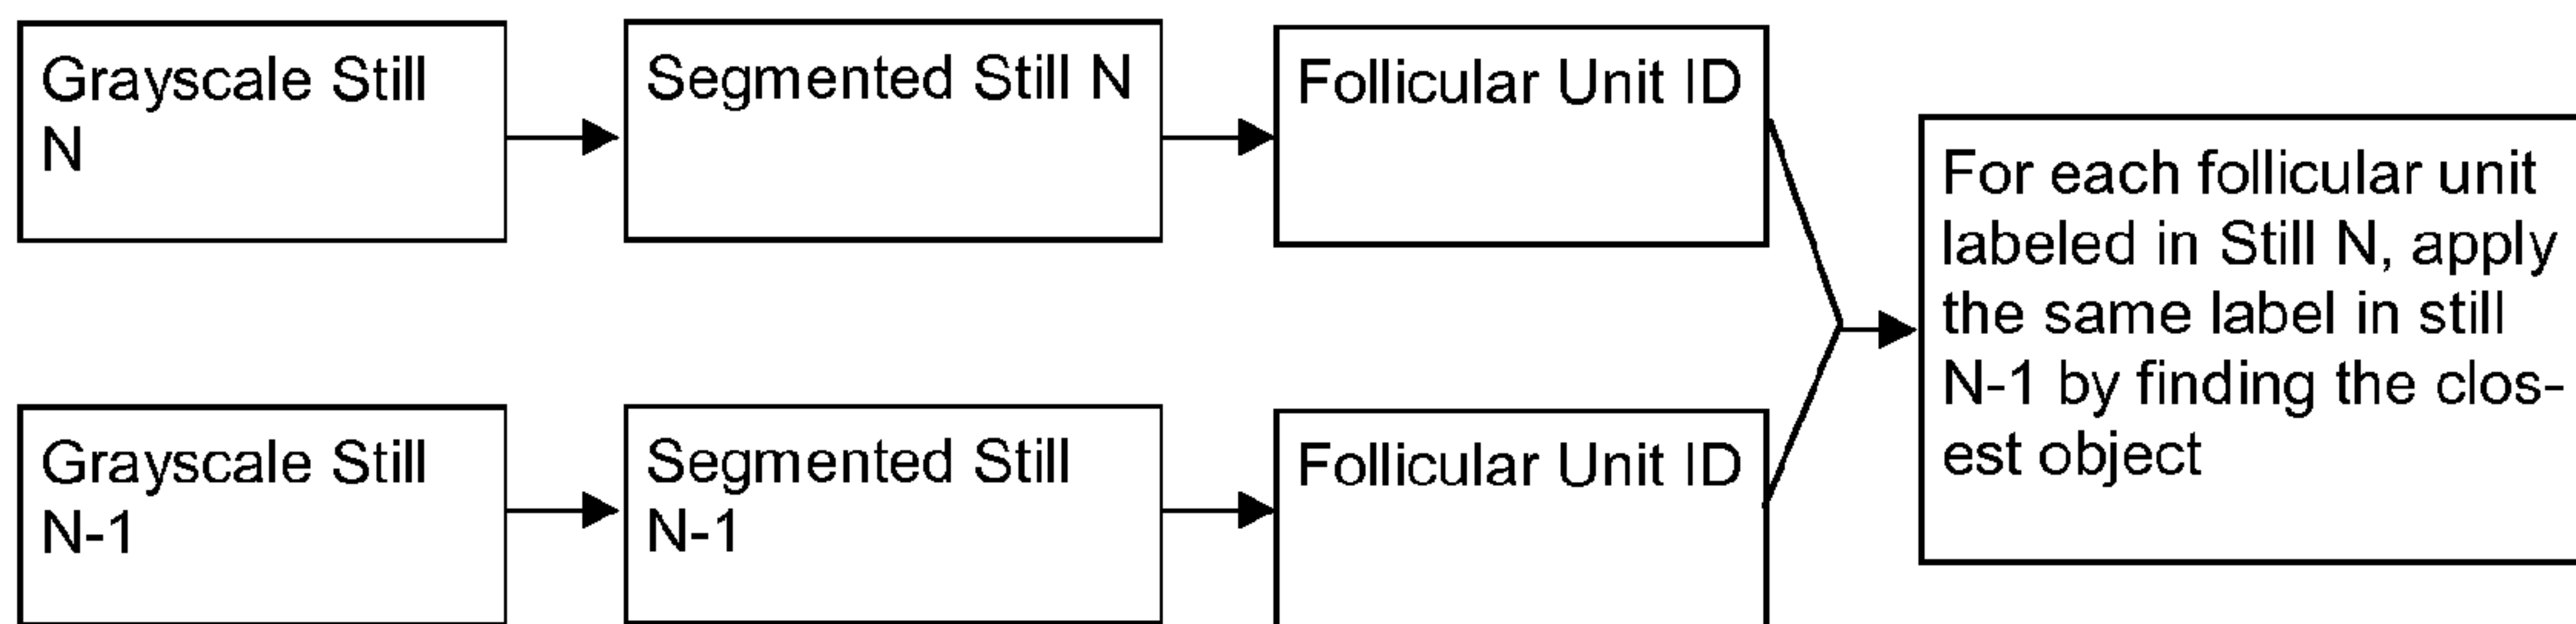 Grayscale Still
N
Segmented Still N
Follicular Unit ID
For each follicular unit
labeled in Still N, apply
the same label in still
N-1 by finding the clos-
est object
Grayscale Still
N-1
Segmented Still
N-1
Follicular Unit ID